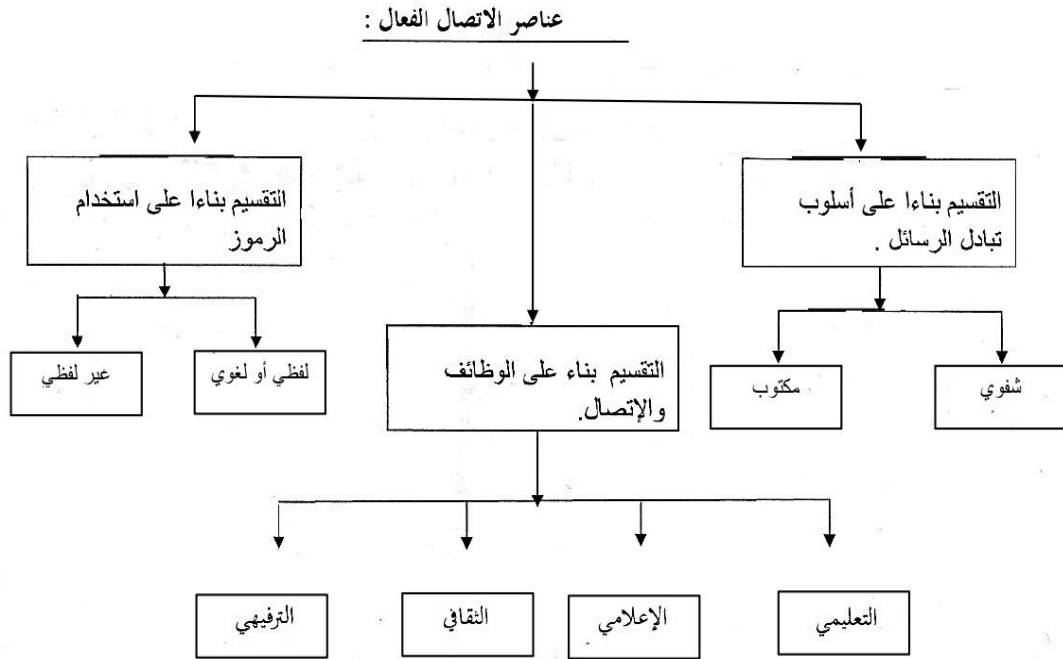 عناصر الاتصال الفعال :
التقسيم بناءا على أسلوب
تبادل الرسائل .
التقسيم بناءا على استخدام
الرموز
شفوي
مكتوب
التقسيم بناء على الوظائف
والإتصال.
لفظي أو لغوي
غير لفظي
التعليمي
الإعلامي
الثقافي
الترفيهي